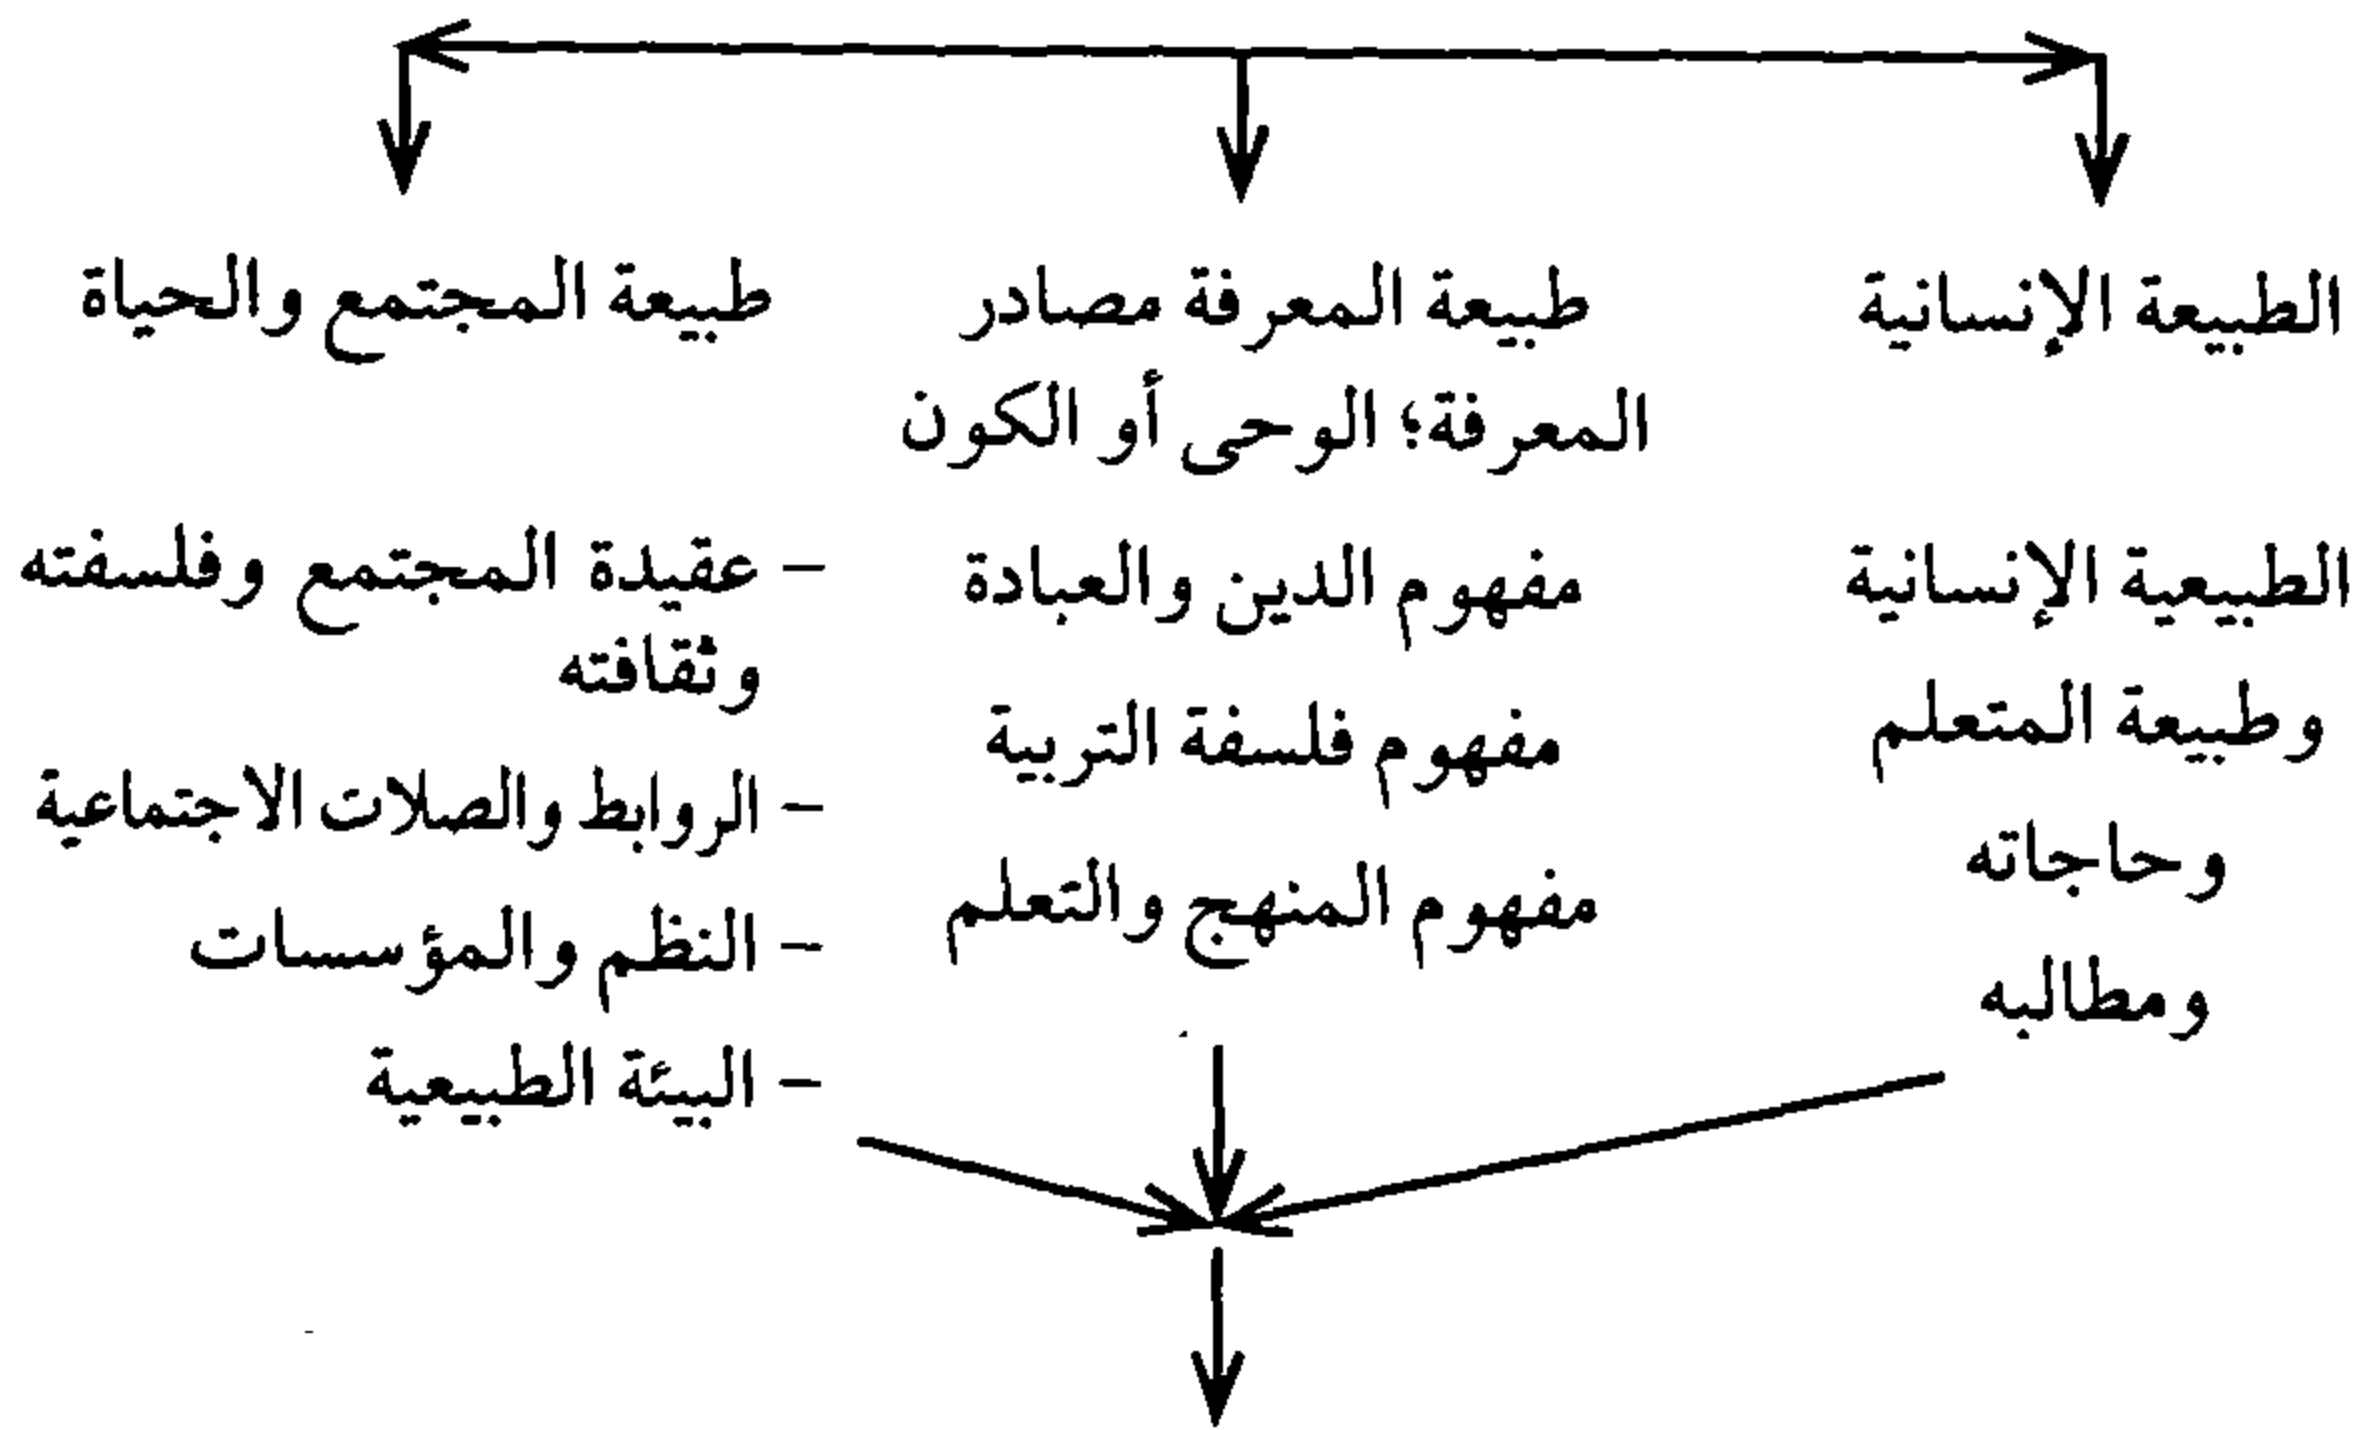 الطبيعة الإنسانية
الطبيعية الإنسانية
وطبيعة المتعلم
وحاجاته
ومطالبه
طبيعة المعرفة مصادر
المعرفة؛ الوحى أو الكون
مفهوم الدين والعبادة
مفهوم فلسفة التربية
مفهوم المنهج والتعلم
طبيعة المجتمع والحياة
– عقيدة المجتمع وفلسفته
وثقافته
– الروابط والصلات الاجتماعية
– النظم والمؤسسات
– البيئة الطبيعية